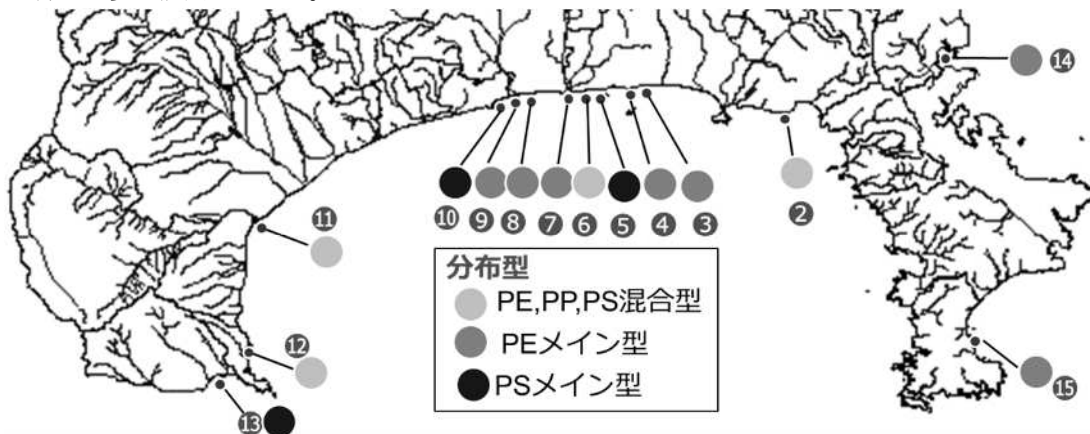 ⑭
⑪
⑩ ⑨ ⑧ ⑦ ⑥ ⑤ ④ ③ ②
分布型
PE,PP,PS混合型
PEメイン型
PSメイン型
⑫
⑬
⑮